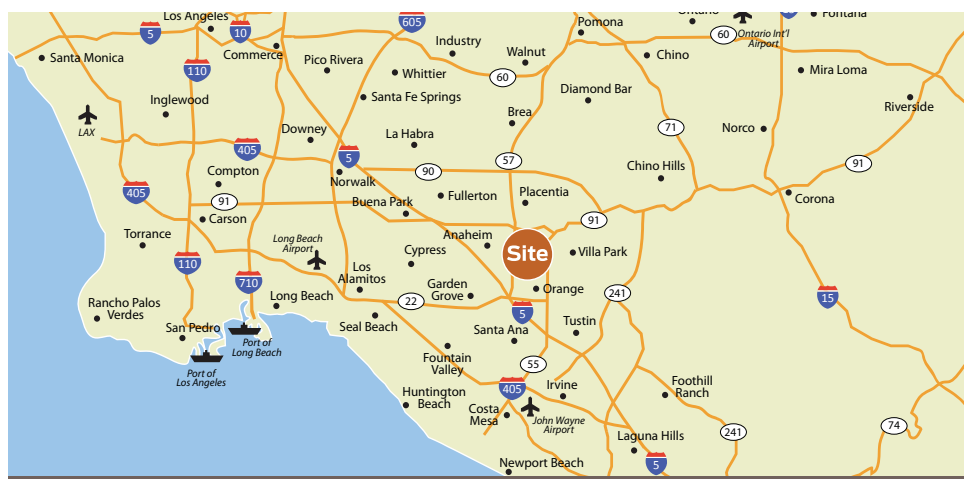 Los Angeles
605
Pomona
Ontario
Fontana
5
10
60
Ontario Int'l
Airport
Santa Monica
Commerce
Industry
Walnut
Chino
110
Pico Rivera
Whittier
60
Mira Loma
Inglewood
Santa Fe Springs
Diamond Bar
Riverside
LAX
Downey
La Habra
Brea
71
Norco
405
5
90
57
Chino Hills
91
Compton
Norwalk
405
91
Buena Park
Fullerton
Placentia
Corona
Carson
91
Torrance
Long Beach
Airport
Cypress
Anaheim
Site
Villa Park
110
710
Los
Alamitos
Garden
Grove
Orange
241
15
Rancho Palos
Verdes
Long Beach
22
5
San Pedro
Seal Beach
Santa Ana
Tustin
Port of
Long Beach
Port of
Los Angeles
Fountain
Valley
55
Huntington
Beach
405
Irvine
Foothill
Ranch
Costa
Mesa
John Wayne
Airport
Laguna Hills
241
74
5
Newport Beach